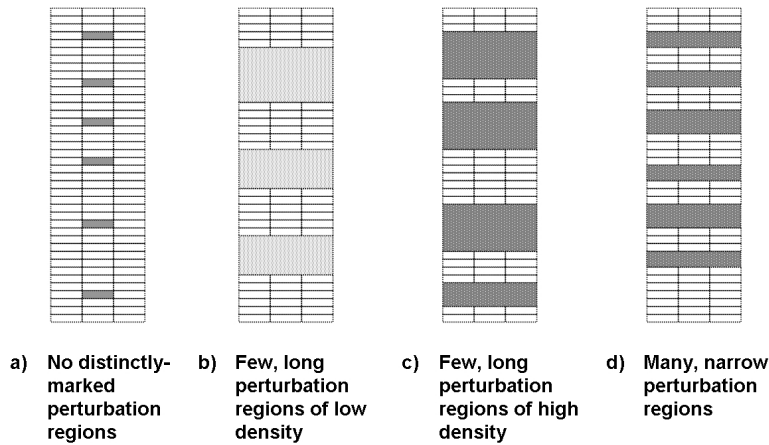 a) No distinctly-
marked
perturbation
regions
b) Few, long
perturbation
regions of low
density
c) Few, long
perturbation
regions of high
density
d) Many, narrow
perturbation
regions